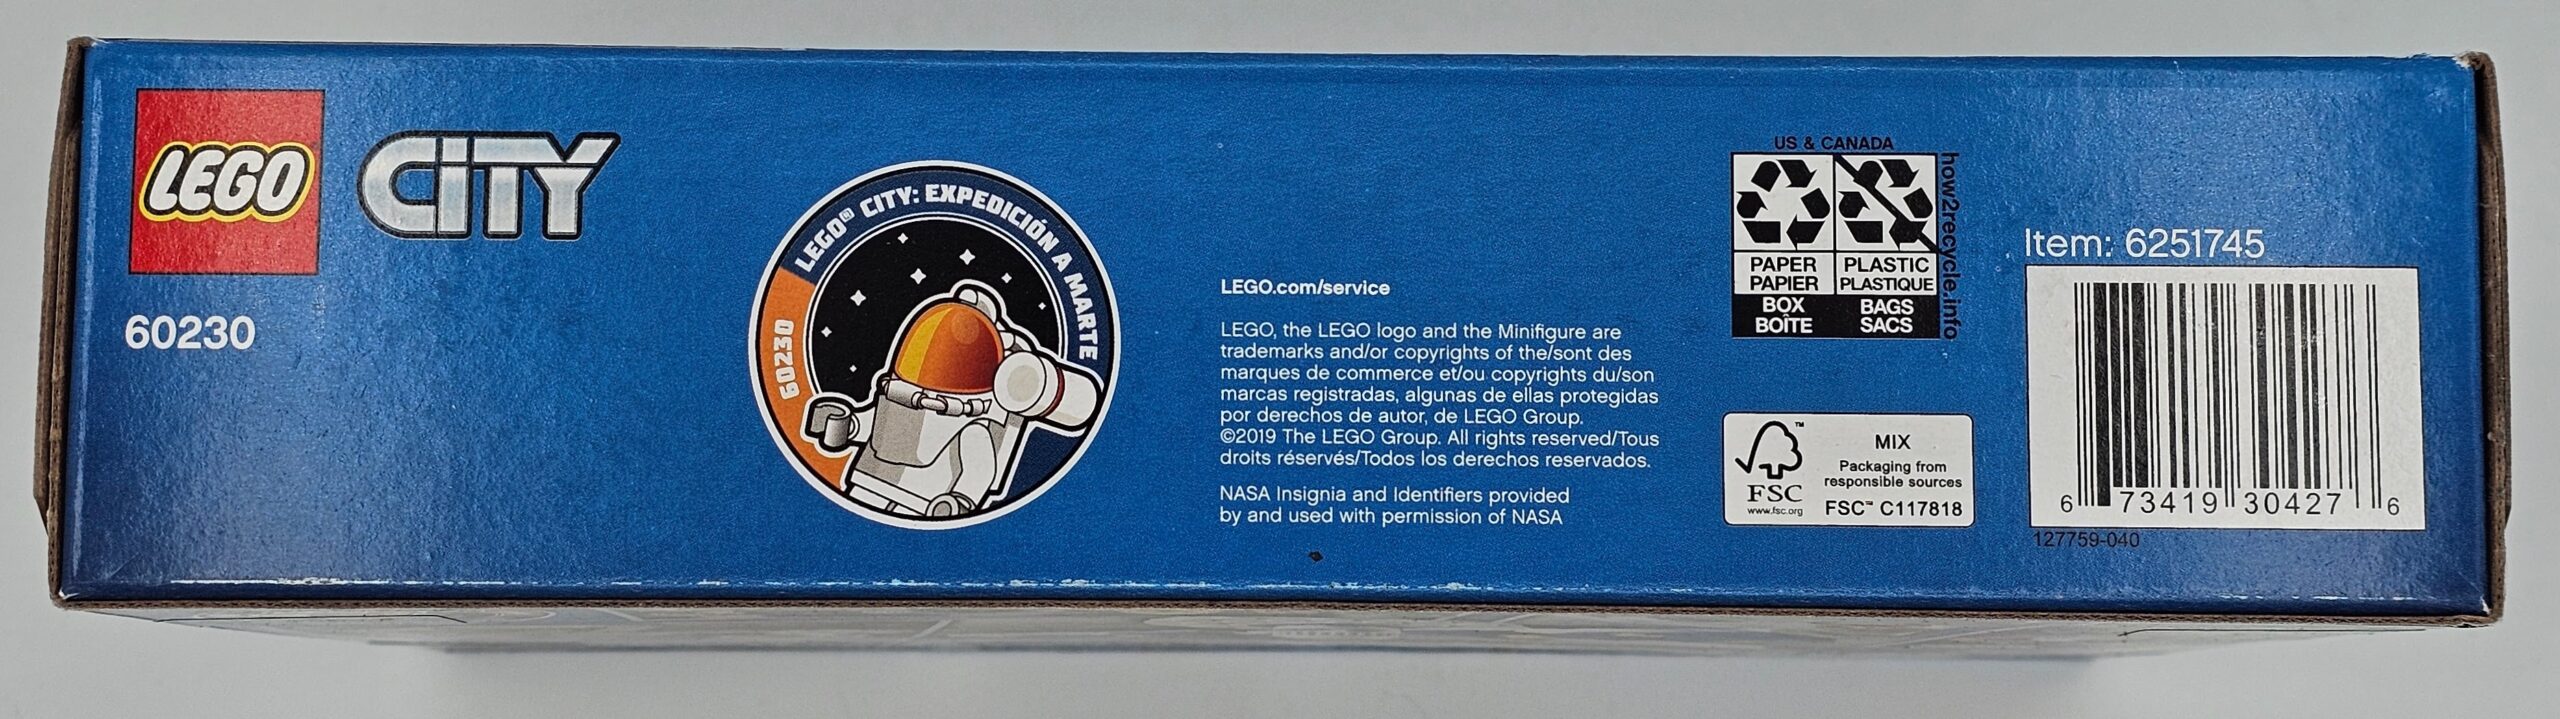 LEGO
CITY
60230
LEGO® CITY: EXPEDICIÓN A MARTE
60230
LEGO.com/service
LEGO, the LEGO logo and the Minifigure are
trademarks and/or copyrights of the/sont des
marques de commerce et/ou copyrights du/son
marcas registradas, algunas de ellas protegidas
por derechos de autor, de LEGO Group.
©2019 The LEGO Group. All rights reserved/Tous
droits réservés/Todos los derechos reservados.
NASA Insignia and Identifiers provided
by and used with permission of NASA
US & CANADA
PAPER
PAPIER
BOX
BOÎTE
PLASTIC
PLASTIQUE
BAGS
SACS
how2recycle.info
FSC
www.fsc.org
MIX
Packaging from
responsible sources
FSC™ C117818
Item: 6251745
6 73419 30427 6
127759-040